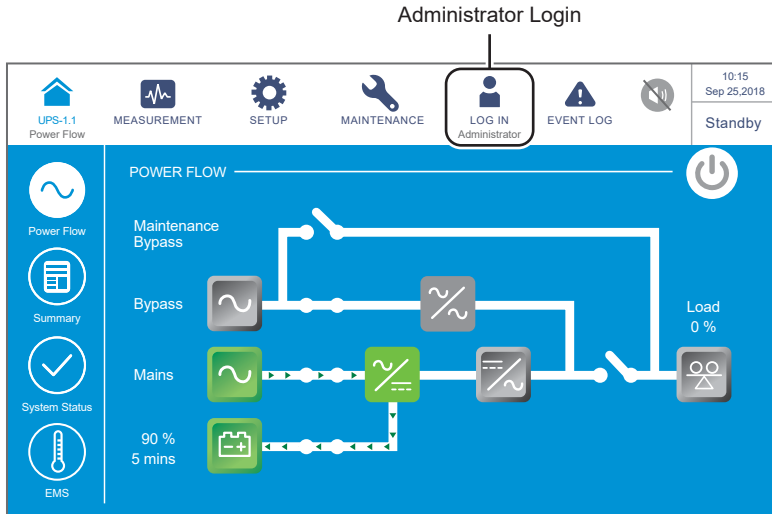 Administrator Login
UPS-1.1
Power Flow
MEASUREMENT
SETUP
MAINTENANCE
LOG IN
Administrator
EVENT LOG
10:15
Sep 25,2018
Standby
POWER FLOW
Power Flow
Summary
System Status
EMS
Maintenance
Bypass
Bypass
Mains
90 %
5 mins
Load
0 %